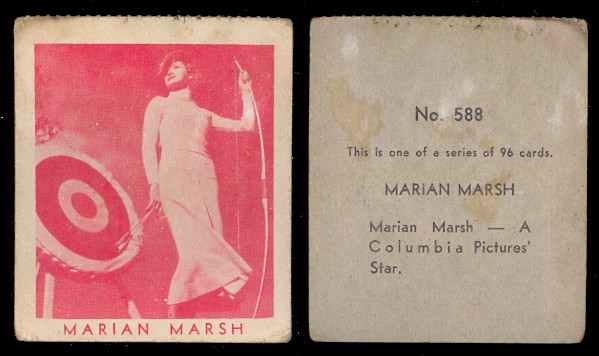 MARIAN MARSH
No. 588
This is one of a series of 96 cards.
MARIAN MARSH
Marian Marsh — A
Columbia Pictures'
Star.